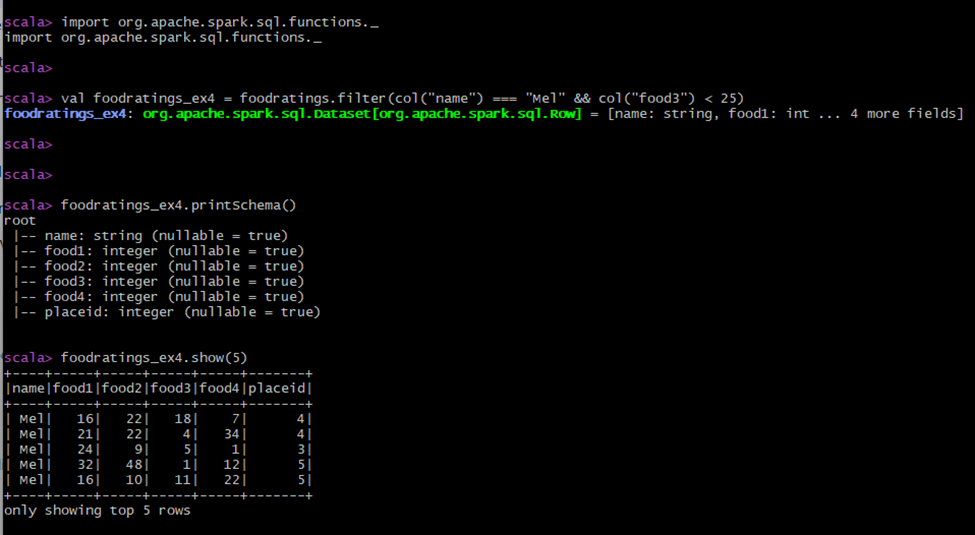 scala> import org.apache.spark.sql.functions._
import org.apache.spark.sql.functions._
scala>
scala> val foodratings_ex4 = foodratings.filter(col("name") === "Mel" && col("food3") < 25)
foodratings_ex4: org.apache.spark.sql.Dataset[org.apache.spark.sql.Row] = [name: string, food1: int ... 4 more fields]
scala>
scala>
scala> foodratings_ex4.printSchema()
root
 |-- name: string (nullable = true)
 |-- food1: integer (nullable = true)
 |-- food2: integer (nullable = true)
 |-- food3: integer (nullable = true)
 |-- food4: integer (nullable = true)
 |-- placeid: integer (nullable = true)
scala> foodratings_ex4.show(5)
+----+-----+-----+-----+-----+-------+
|name|food1|food2|food3|food4|placeid|
+----+-----+-----+-----+-----+-------+
| Mel|   16|   22|   18|    7|      4|
| Mel|   21|   22|    4|   34|      4|
| Mel|   24|    9|    5|    1|      3|
| Mel|   32|   48|    1|   12|      5|
| Mel|   16|   10|   11|   22|      5|
+----+-----+-----+-----+-----+-------+
only showing top 5 rows